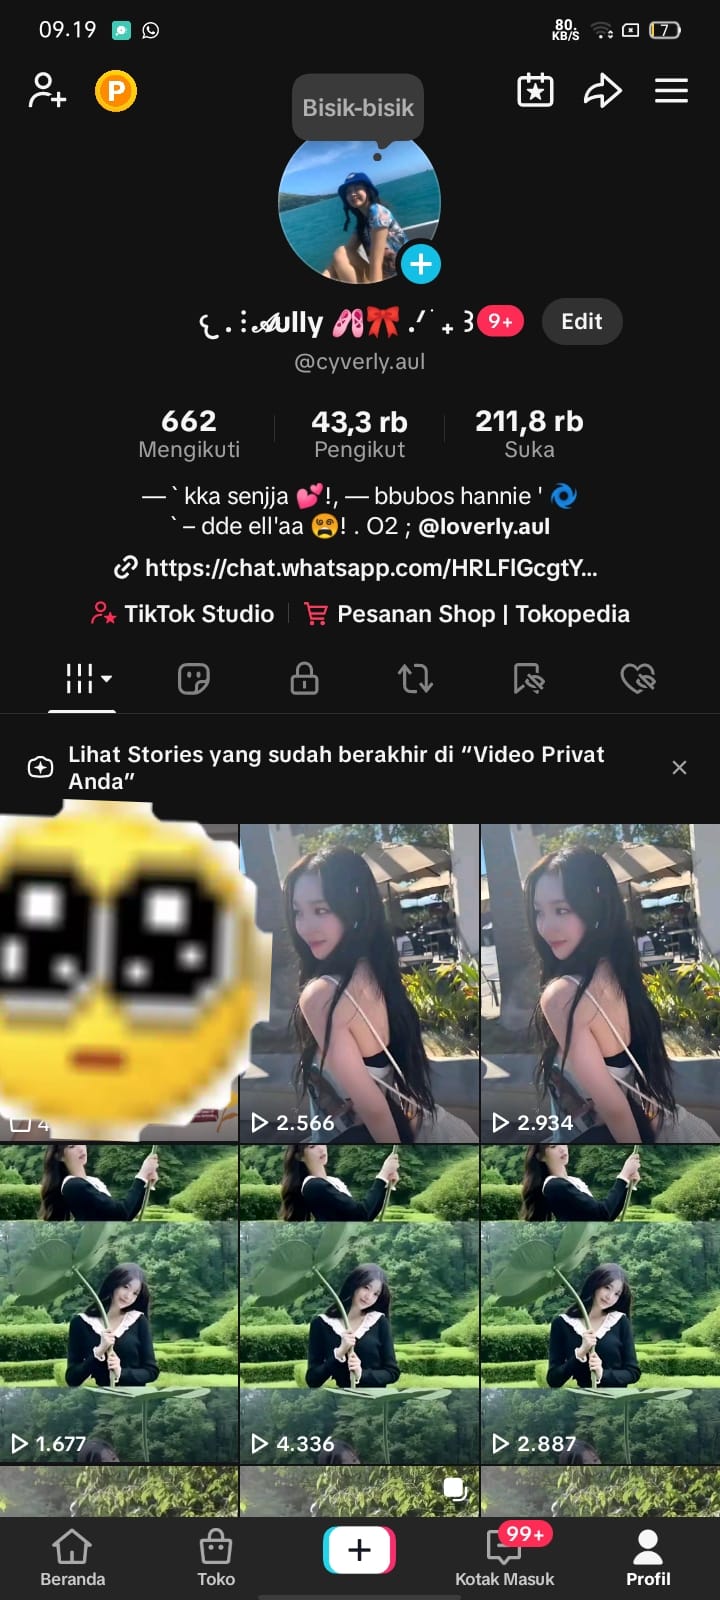 09.19
80.
KB/S
7
P
Bisik-bisik
ully
9+
Edit
@cyverly.aul
662
43,3 rb
211,8 rb
Mengikuti
Pengikut
Suka
— ` kka senjja 💕!, — bbubos hannie ' 🌀
` – dde ell'aa 😵!  . O2 ; @loverly.aul
https://chat.whatsapp.com/HRLFlGcgtY...
TikTok Studio
Pesanan Shop | Tokopedia
Lihat Stories yang sudah berakhir di “Video Privat
Anda”
4
2.566
2.934
1.677
4.336
2.887
99+
Beranda
Toko
Kotak Masuk
Profil